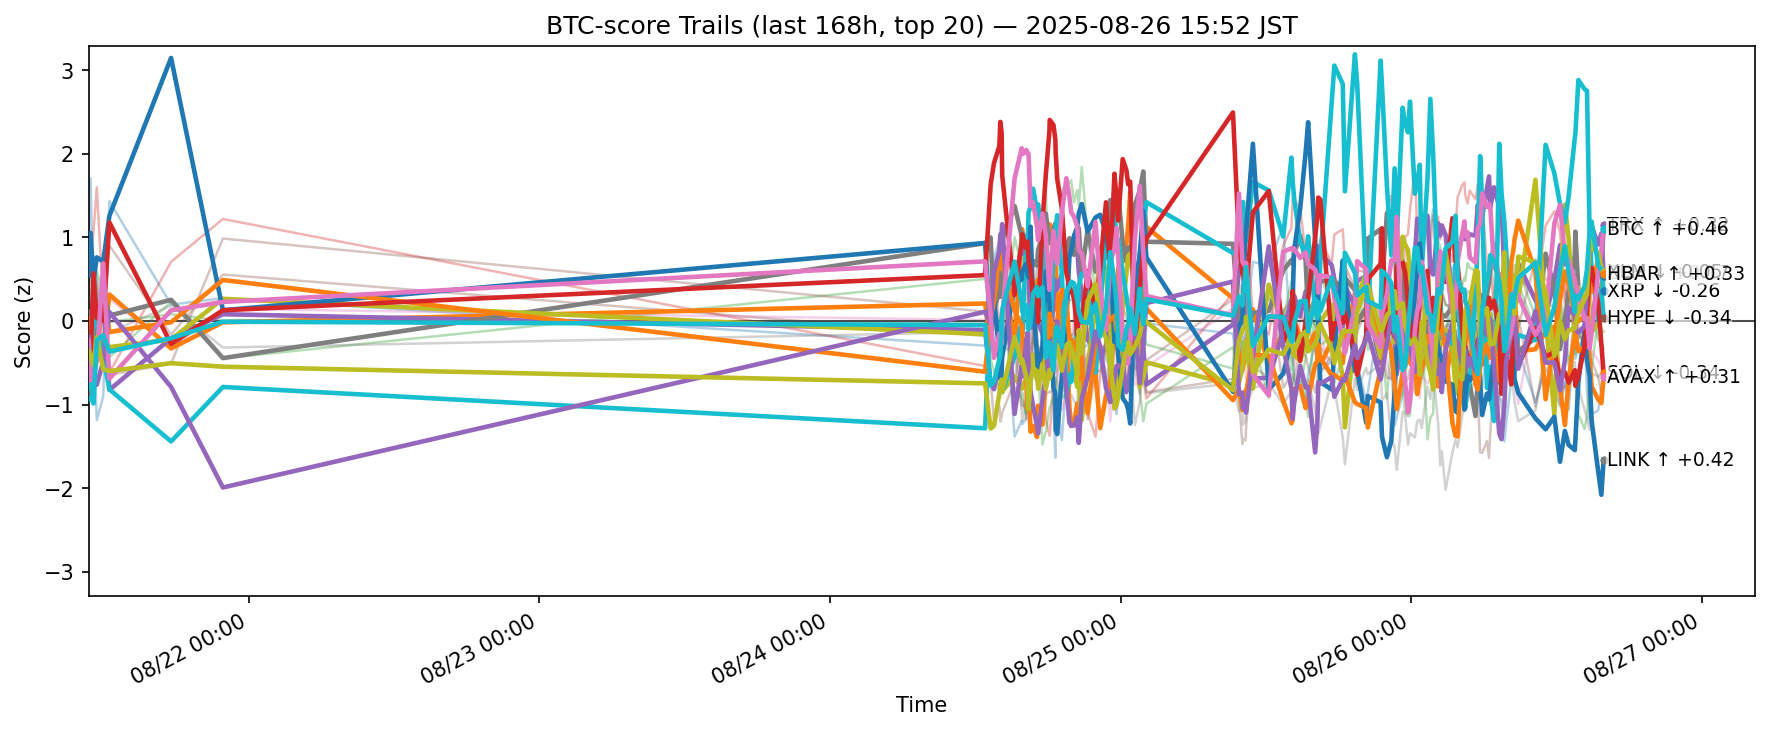 BTC-score Trails (last 168h, top 20) — 2025-08-26 15:52 JST
Score (z)
3
2
1
0
−1
−2
−3
BTC ↑ +0.46
HBAR ↑ +0.33
XRP ↓ -0.26
HYPE ↓ -0.34
AVAX ↑ +0.31
LINK ↑ +0.42
08/22 00:00
08/23 00:00
08/24 00:00
08/25 00:00
08/26 00:00
08/27 00:00
Time